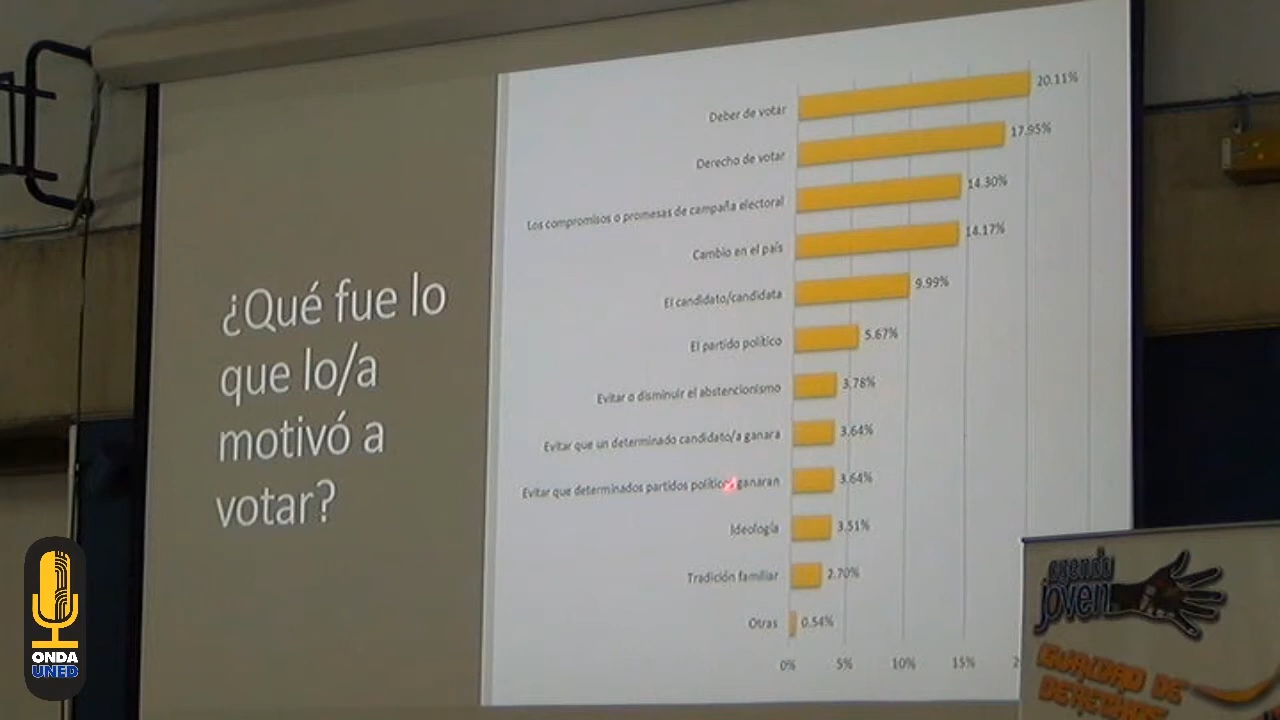 ¿Qué fue lo
que lo/a
motivó a
votar?
Deber de votar 20.11%
Derecho de votar 17.95%
Los compromisos o promesas de campaña electoral 14.30%
Cambio en el país 14.17%
El candidato/candidata 9.99%
El partido político 5.67%
Evitar o disminuir el abstencionismo 3.78%
Evitar que un determinado candidato/a ganara 3.64%
Evitar que determinados partidos políticos ganaran 3.64%
Ideología 3.51%
Tradición familiar 2.70%
Otras 0.54%
0% 5% 10% 15% 2
ONDA
UNED
agenda
joven
IGUALDAD DE
DERECHOS